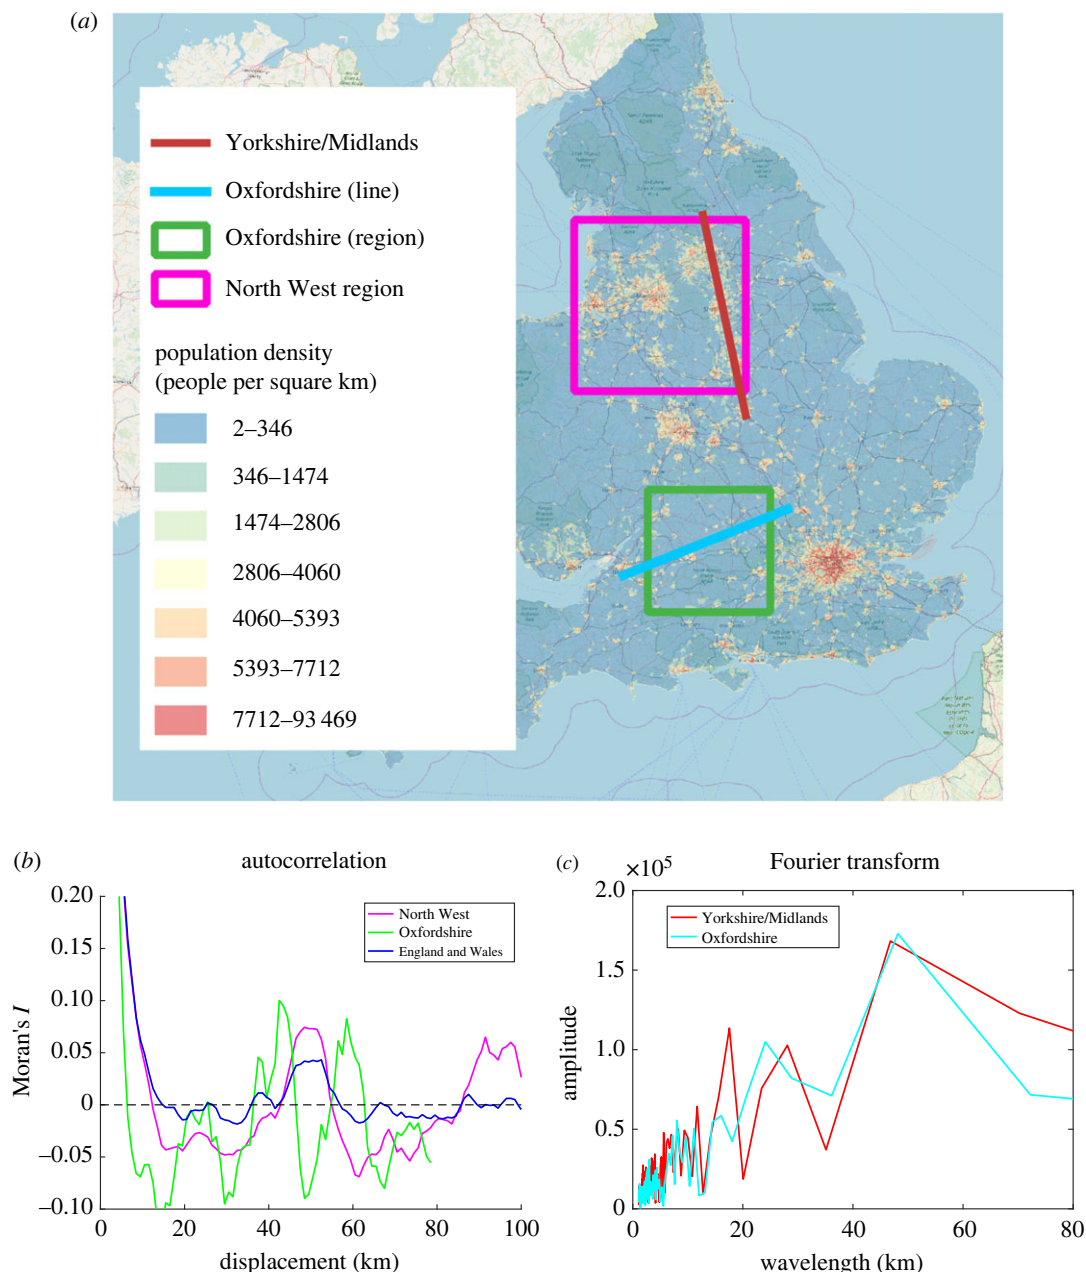 (a)
Yorkshire/Midlands
Oxfordshire (line)
Oxfordshire (region)
North West region
population density
(people per square km)
2–346
346–1474
1474–2806
2806–4060
4060–5393
5393–7712
7712–93 469
(b)
autocorrelation
0.20
0.15
0.10
0.05
0
–0.05
–0.10
Moran's I
North West
Oxfordshire
England and Wales
0
20
40
60
80
100
displacement (km)
(c)
Fourier transform
×10⁵
2.0
1.5
1.0
0.5
0
amplitude
Yorkshire/Midlands
Oxfordshire
0
20
40
60
80
wavelength (km)